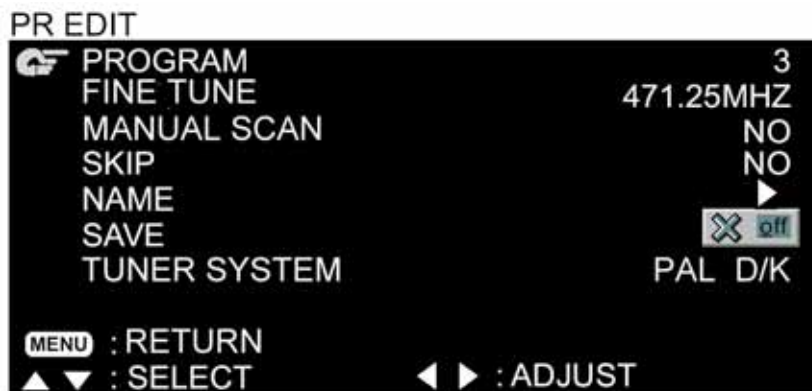 PR EDIT
PROGRAM 3
FINE TUNE 471.25MHZ
MANUAL SCAN NO
SKIP NO
NAME
SAVE off
TUNER SYSTEM PAL D/K
MENU : RETURN
: SELECT : ADJUST